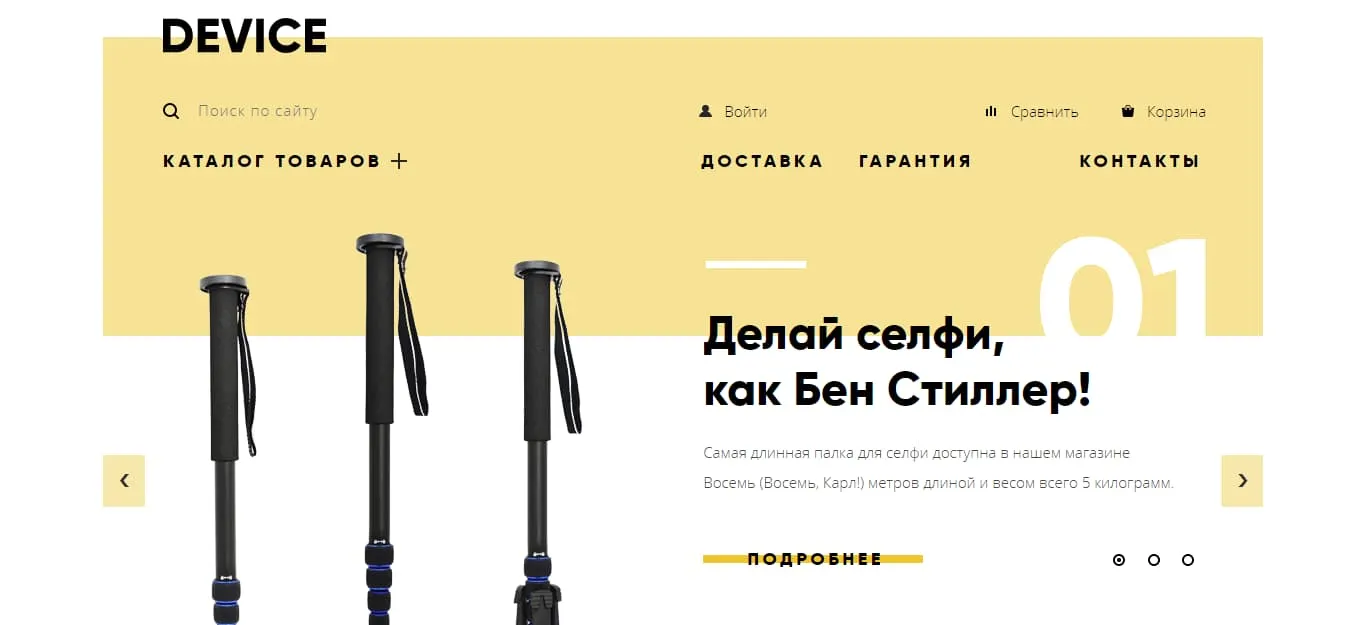 DEVICE
Поиск по сайту
Войти
Сравнить
Корзина
КАТАЛОГ ТОВАРОВ
ДОСТАВКА
ГАРАНТИЯ
КОНТАКТЫ
01
Делай селфи,
как Бен Стиллер!
Самая длинная палка для селфи доступна в нашем магазине
Восемь (Восемь, Карл!) метров длиной и весом всего 5 килограмм.
ПОДРОБНЕЕ